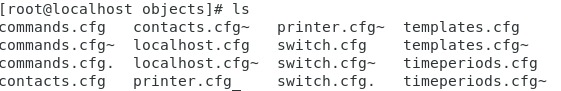 [root@localhost objects]# ls
commands.cfg contacts.cfg~ printer.cfg~ templates.cfg
commands.cfg~ localhost.cfg switch.cfg templates.cfg~
commands.cfg. localhost.cfg~ switch.cfg~ timeperiods.cfg
contacts.cfg printer.cfg_ switch.cfg. timeperiods.cfg~